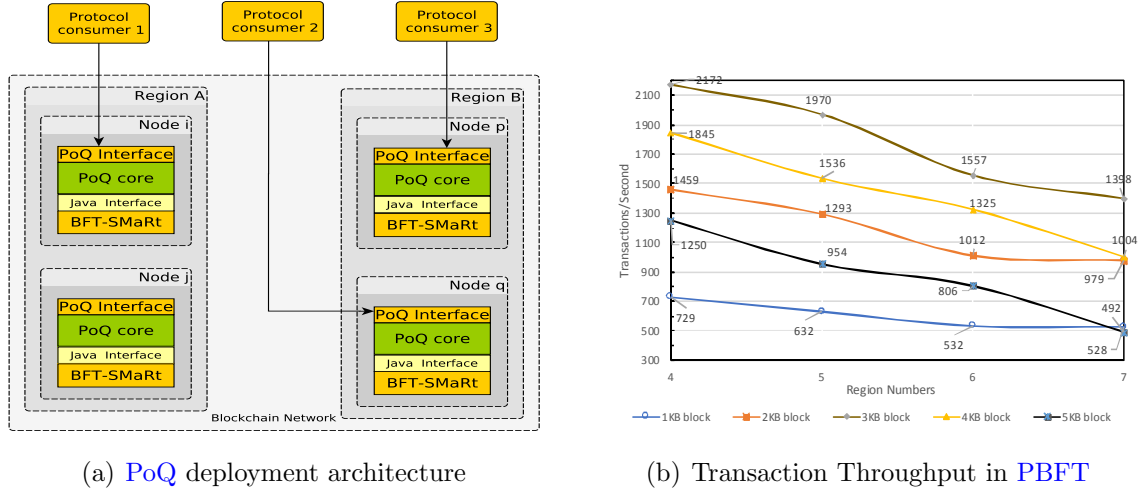 Protocol
consumer 1
Protocol
consumer 2
Protocol
consumer 3
Region A
Node i
PoQ Interface
PoQ core
Java Interface
BFT-SMaRt
Node j
PoQ Interface
PoQ core
Java Interface
BFT-SMaRt
Region B
Node p
PoQ Interface
PoQ core
Java Interface
BFT-SMaRt
Node q
PoQ Interface
PoQ core
Java Interface
BFT-SMaRt
Blockchain Network
(a) PoQ deployment architecture
Transactions/Second
2100
1900
1700
1500
1300
1100
900
700
500
300
2172
1970
1557
1398
1845
1536
1325
1004
1459
1293
1012
979
1250
954
806
492
729
632
532
528
4
5
6
7
Region Numbers
1KB block
2KB block
3KB block
4KB block
5KB block
(b) Transaction Throughput in PBFT